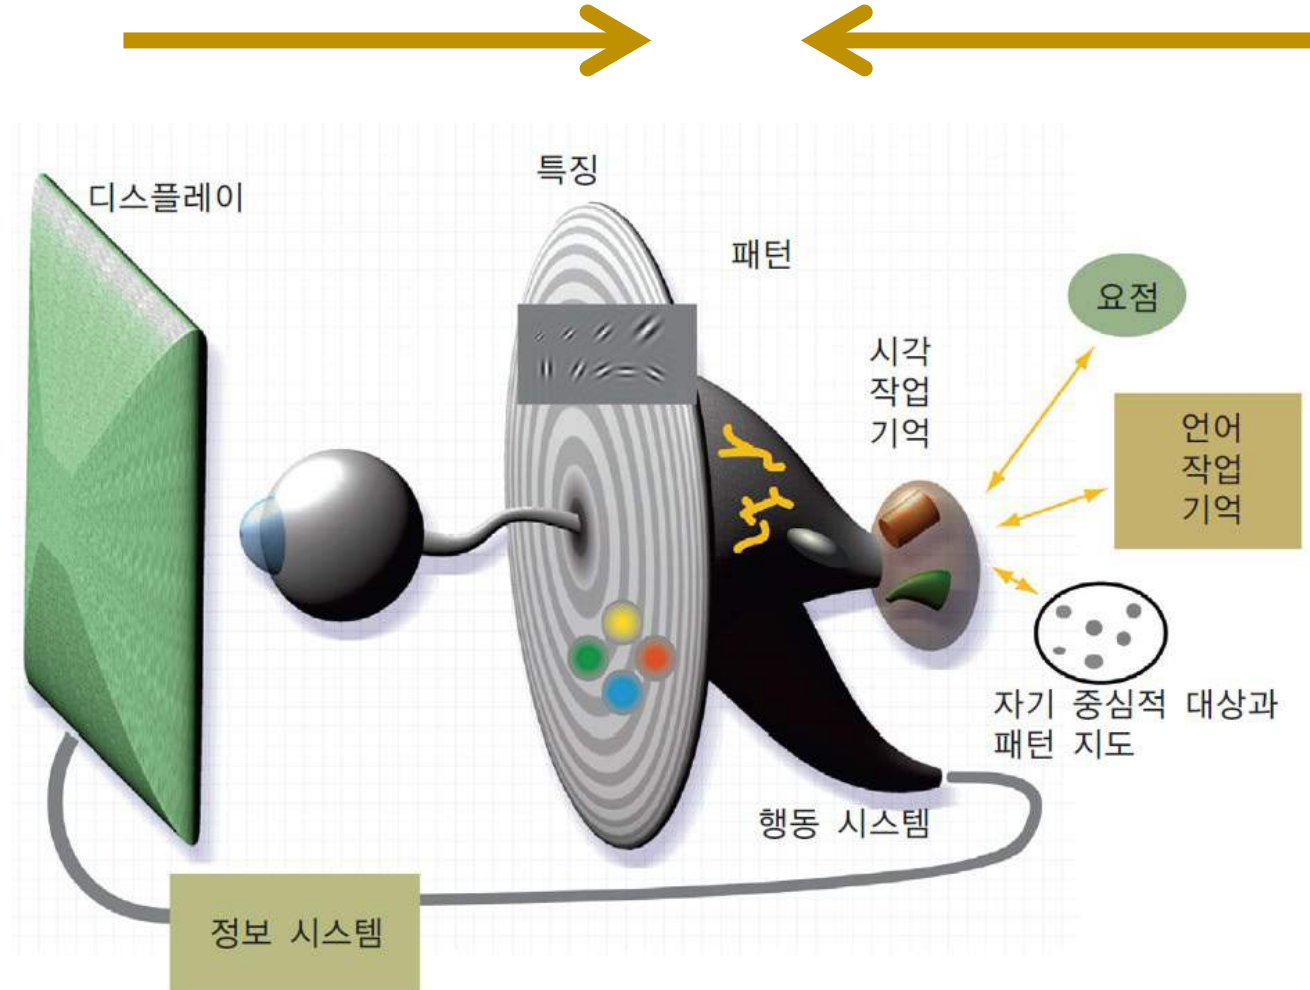 디스플레이
특징
패턴
시각
작업
기억
요점
언어
작업
기억
자기 중심적 대상과
패턴 지도
행동 시스템
정보 시스템